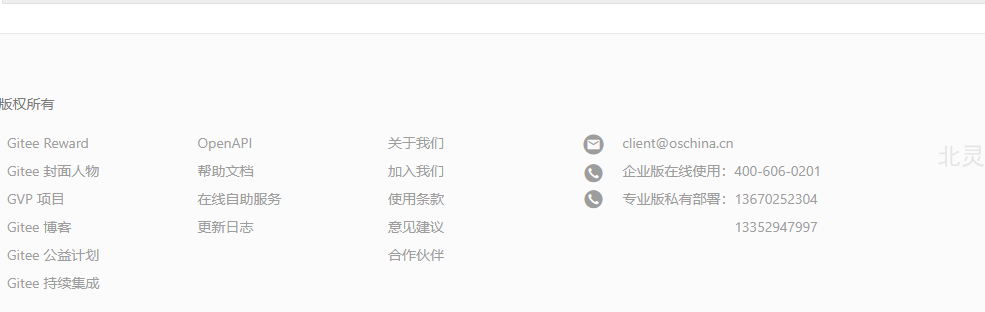 版权所有
Gitee Reward
Gitee 封面人物
GVP 项目
Gitee 博客
Gitee 公益计划
Gitee 持续集成
OpenAPI
帮助文档
在线自助服务
更新日志
关于我们
加入我们
使用条款
意见建议
合作伙伴
client@oschina.cn
企业版在线使用：400-606-0201
专业版私有部署：13670252304
13352947997
北灵